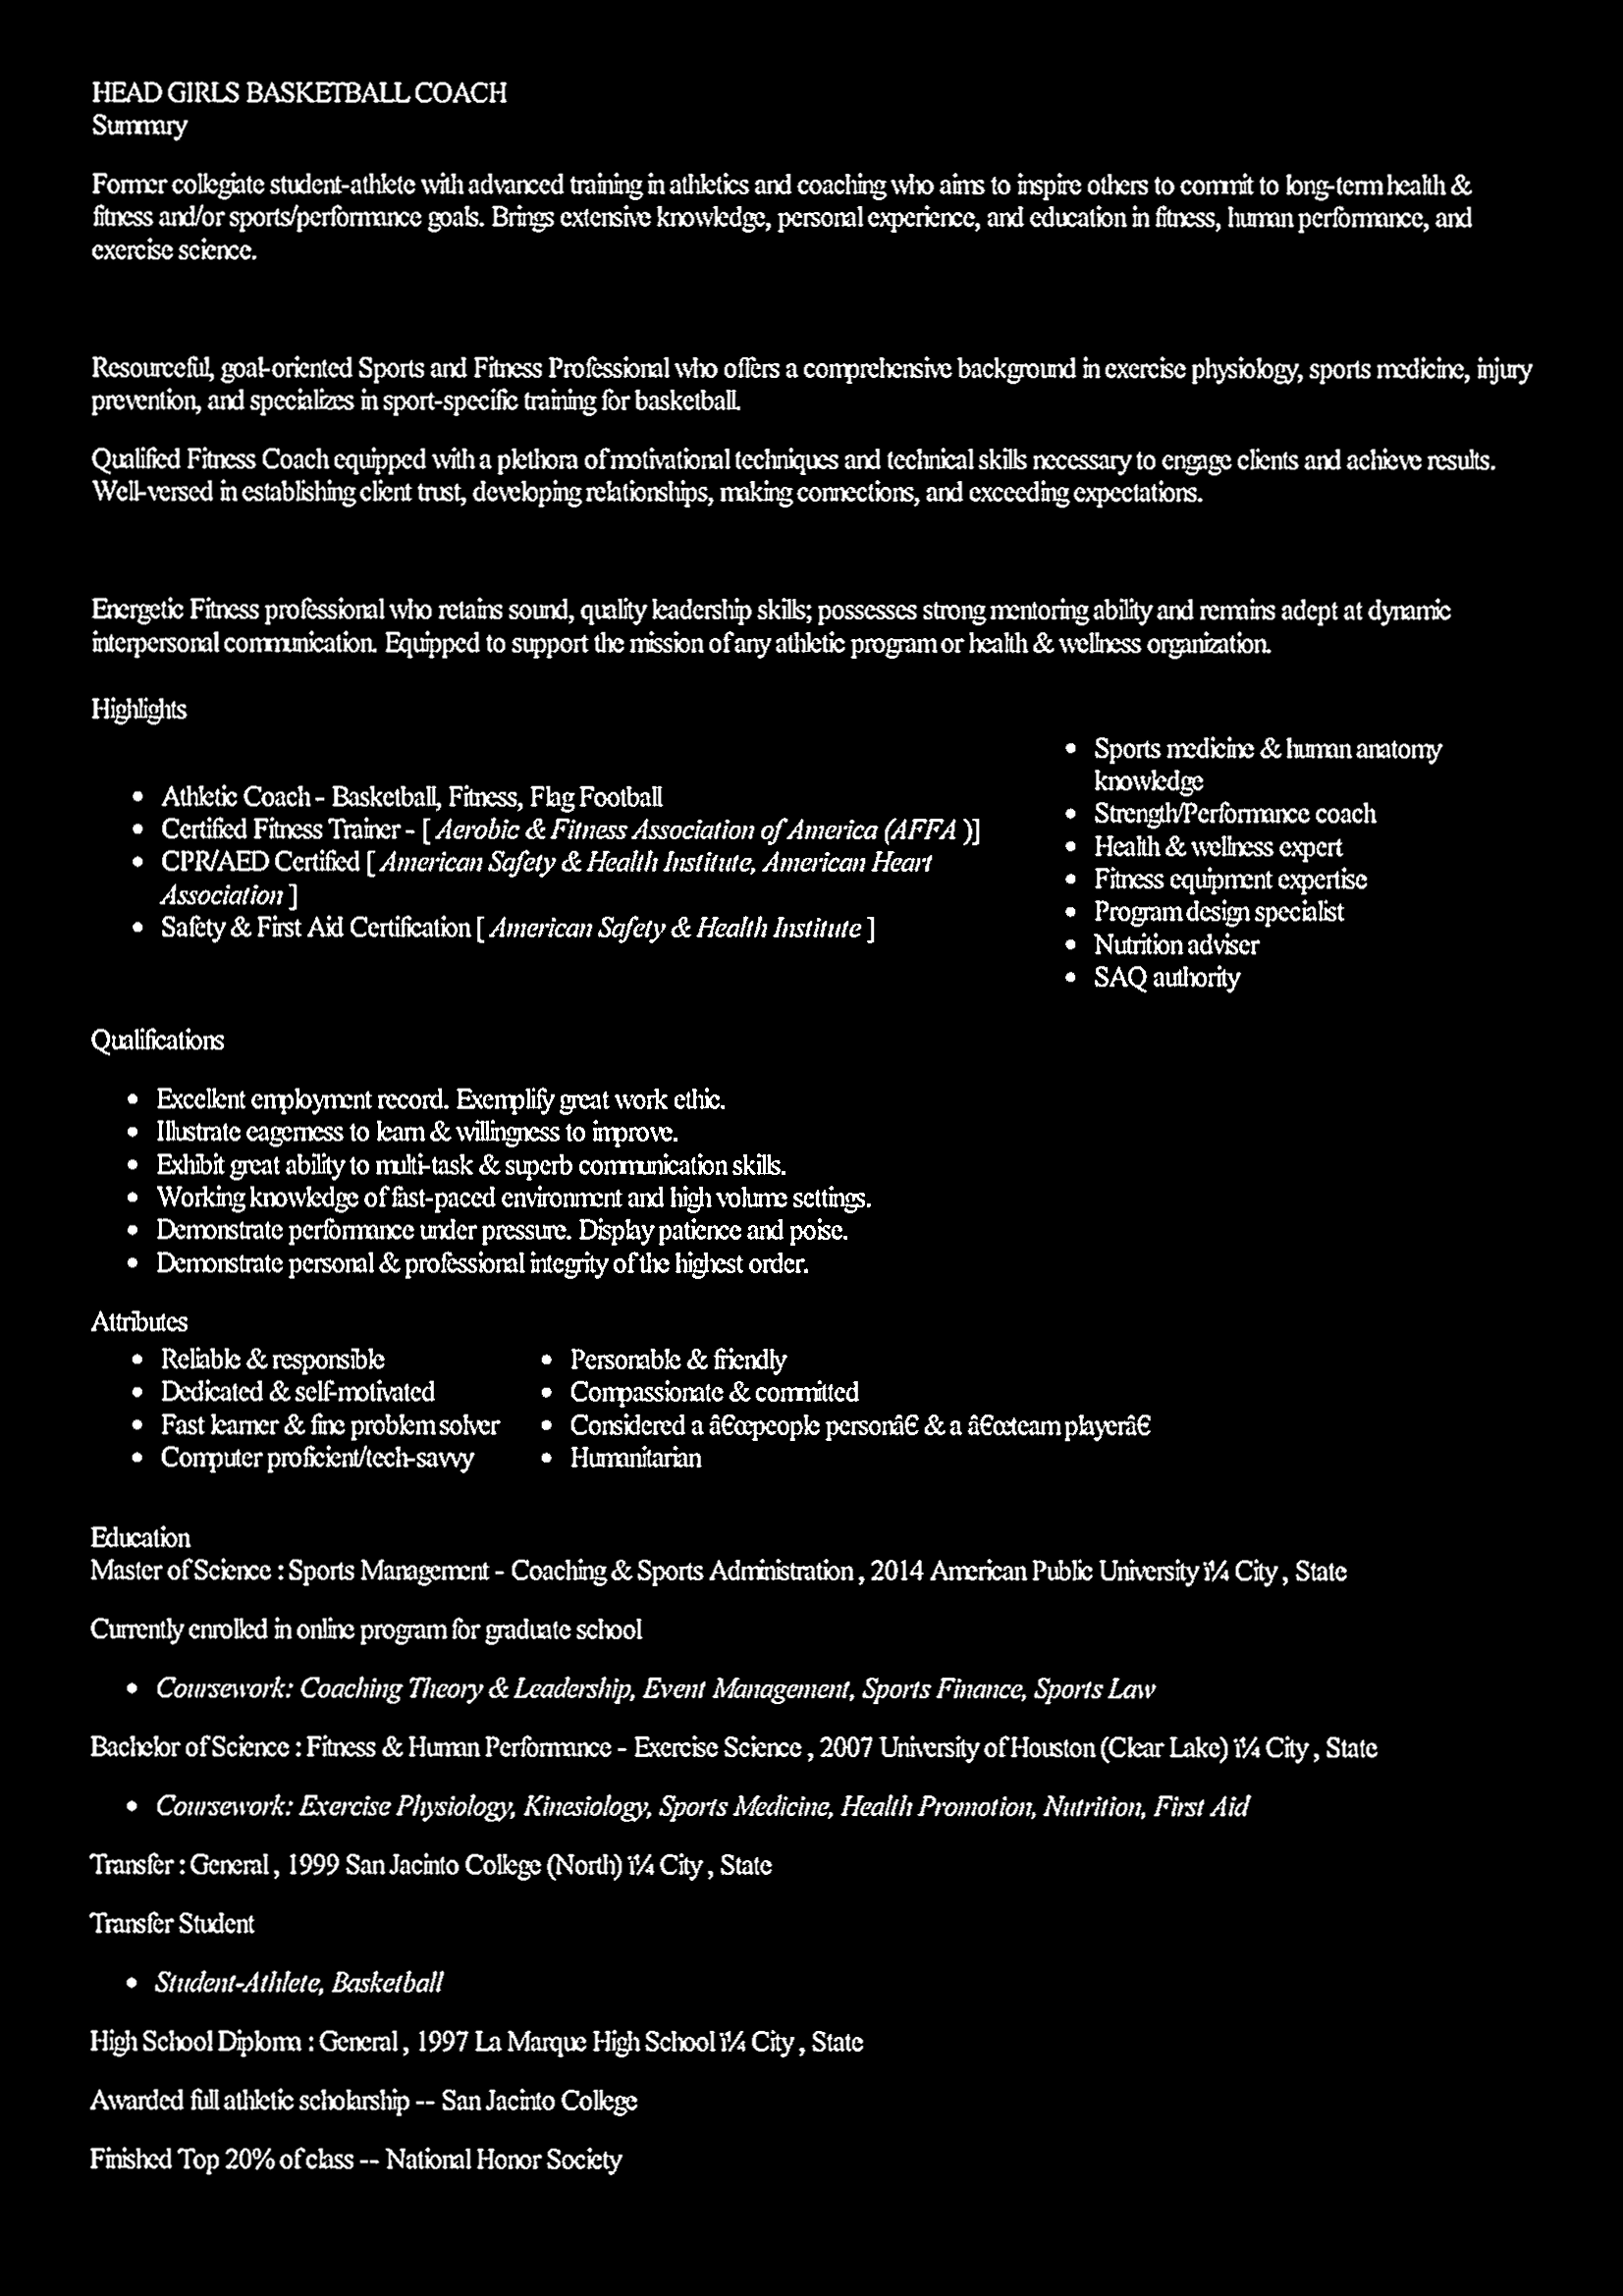 HEAD GIRLS BASKETBALL COACH
Summary
Former collegiate student-athlete with advanced training in athletics and coaching who aims to inspire others to commit to long-term health &
fitness and/or sports/performance goals. Brings extensive knowledge, personal experience, and education in fitness, human performance, and
exercise science.
Resourceful, goal-oriented Sports and Fitness Professional who offers a comprehensive background in exercise physiology, sports medicine, injury
prevention, and specializes in sport-specific training for basketball.
Qualified Fitness Coach equipped with a plethora of motivational techniques and technical skills necessary to engage clients and achieve results.
Well-versed in establishing client trust, developing relationships, making connections, and exceeding expectations.
Energetic Fitness professional who retains sound, quality leadership skills; possesses strong mentoring ability and remains adept at dynamic
interpersonal communication. Equipped to support the mission of any athletic program or health & wellness organization.
Highlights
• Athletic Coach - Basketball, Fitness, Flag Football
• Certified Fitness Trainer - [ Aerobic & Fitness Association of America (AFFA )]
• CPR/AED Certified [ American Safety & Health Institute, American Heart
Association ]
• Safety & First Aid Certification [ American Safety & Health Institute ]
• Sports medicine & human anatomy
knowledge
• Strength/Performance coach
• Health & wellness expert
• Fitness equipment expertise
• Program design specialist
• Nutrition adviser
• SAQ authority
Qualifications
• Excellent employment record. Exemplify great work ethic.
• Illustrate eagerness to learn & willingness to improve.
• Exhibit great ability to multi-task & superb communication skills.
• Working knowledge of fast-paced environment and high volume settings.
• Demonstrate performance under pressure. Display patience and poise.
• Demonstrate personal & professional integrity of the highest order.
Attributes
• Reliable & responsible
• Dedicated & self-motivated
• Fast learner & fine problem solver
• Computer proficient/tech-savvy
• Personable & friendly
• Compassionate & committed
• Considered a â€œpeople personâ€ & a â€œteam playerâ€
• Humanitarian
Education
Master of Science : Sports Management - Coaching & Sports Administration , 2014 American Public University ï¼ City , State
Currently enrolled in online program for graduate school
• Coursework: Coaching Theory & Leadership, Event Management, Sports Finance, Sports Law
Bachelor of Science : Fitness & Human Performance - Exercise Science , 2007 University of Houston (Clear Lake) ï¼ City , State
• Coursework: Exercise Physiology, Kinesiology, Sports Medicine, Health Promotion, Nutrition, First Aid
Transfer : General , 1999 San Jacinto College (North) ï¼ City , State
Transfer Student
• Student-Athlete, Basketball
High School Diploma : General , 1997 La Marque High School ï¼ City , State
Awarded full athletic scholarship -- San Jacinto College
Finished Top 20% of class -- National Honor Society